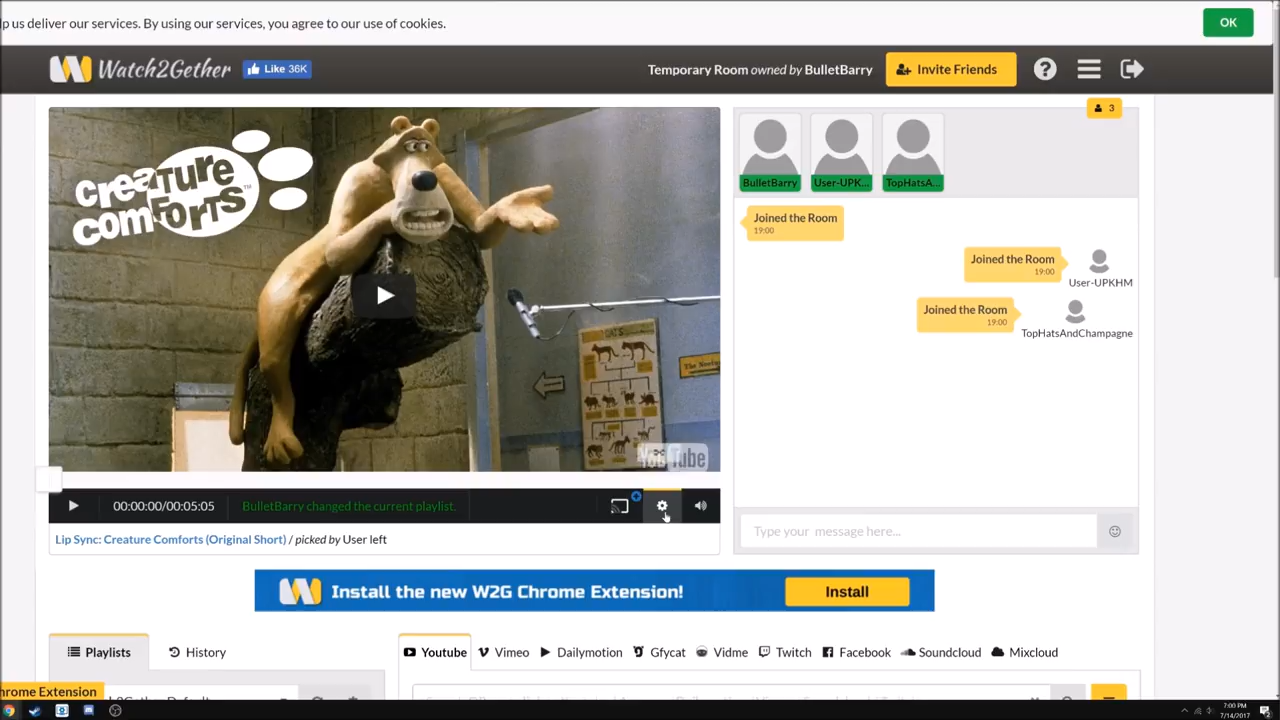 lp us deliver our services. By using our services, you agree to our use of cookies.
OK
Watch2Gether
Like 36K
Temporary Room owned by BulletBarry
Invite Friends
3
creature comforts
BulletBarry
User-UPK...
TopHatsA...
Joined the Room
19:00
Joined the Room
19:00
User-UPKHM
Joined the Room
19:00
TopHatsAndChampagne
YouTube
00:00:00/00:05:05
BulletBarry changed the current playlist.
Lip Sync: Creature Comforts (Original Short) / picked by User left
Type your message here...
Install the new W2G Chrome Extension!
Install
Playlists
History
Youtube
Vimeo
Dailymotion
Gfycat
Vidme
Twitch
Facebook
Soundcloud
Mixcloud
hrome Extension
7:00 PM
7/14/2017